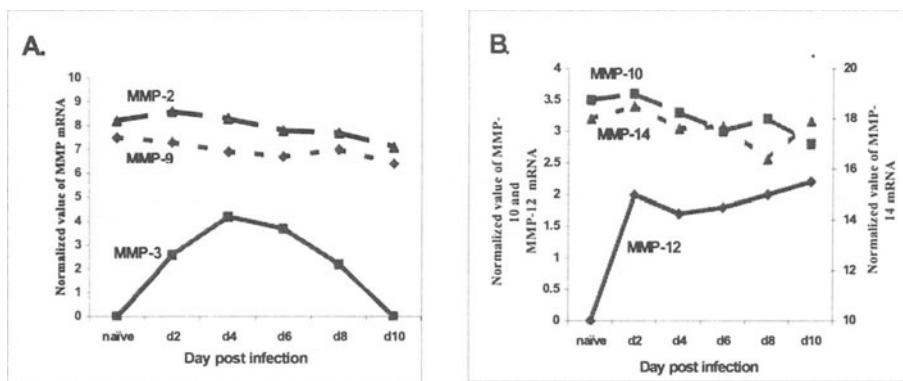 A.
Normalized value of MMP mRNA
10
9
8
7
6
5
4
3
2
1
0
MMP-2
MMP-9
MMP-3
naïve d2 d4 d6 d8 d10
Day post infection
B.
Normalized value of MMP-
10 and
MMP-12 mRNA
4
3.5
3
2.5
2
1.5
1
0.5
0
MMP-10
MMP-14
MMP-12
20
18
16
14
12
10
Normalized value of MMP-
14 mRNA
naïve d2 d4 d6 d8 d10
Day post infection